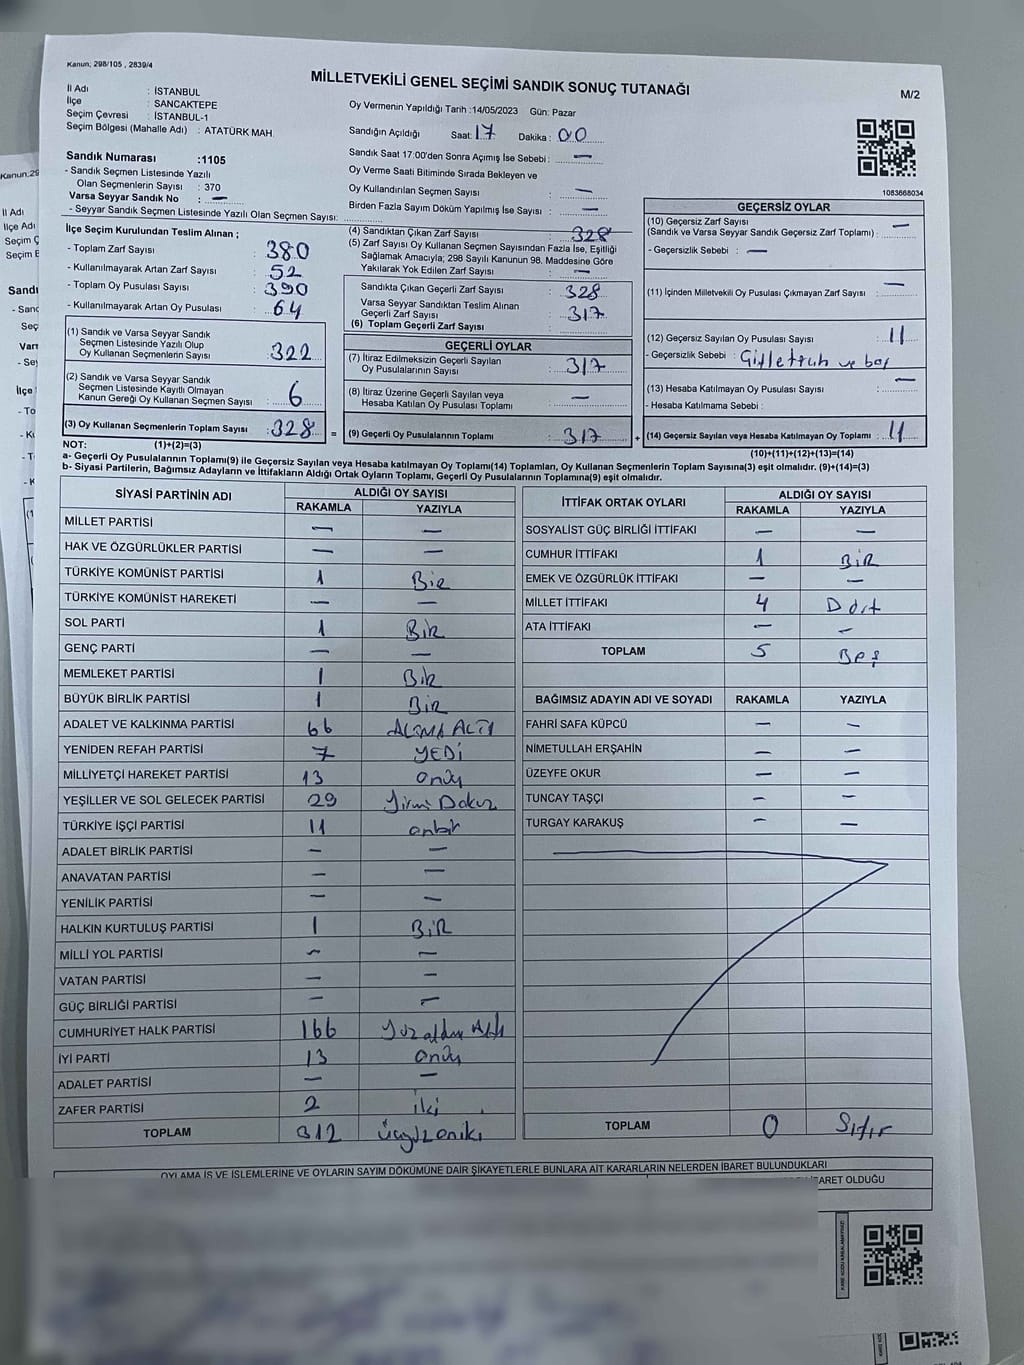 Kanun; 298/105 , 2839/4
MİLLETVEKİLİ GENEL SEÇİMİ SANDIK SONUÇ TUTANAĞI
M/2
İl Adı : İSTANBUL
İlçe : SANCAKTEPE
Seçim Çevresi : İSTANBUL-1
Seçim Bölgesi (Mahalle Adı) : ATATÜRK MAH.
Oy Vermenin Yapıldığı Tarih :14/05/2023 Gün: Pazar
Sandığın Açıldığı Saat: 17 Dakika: 00
Sandık Saat 17:00'den Sonra Açımış İse Sebebi : —
Oy Verme Saati Bitiminde Sırada Bekleyen ve
Oy Kullandırılan Seçmen Sayısı —
Birden Fazla Sayım Döküm Yapılmış İse Sayısı : —
1083668034
Sandık Numarası :1105
- Sandık Seçmen Listesinde Yazılı
Olan Seçmenlerin Sayısı : 370
Varsa Seyyar Sandık No : —
- Seyyar Sandık Seçmen Listesinde Yazılı Olan Seçmen Sayısı:
İlçe Seçim Kurulundan Teslim Alınan ;
- Toplam Zarf Sayısı : 380
- Kullanılmayarak Artan Zarf Sayısı : 52
- Toplam Oy Pusulası Sayısı : 390
- Kullanılmayarak Artan Oy Pusulası : 64
(1) Sandık ve Varsa Seyyar Sandık
Seçmen Listesinde Yazılı Olup
Oy Kullanan Seçmenlerin Sayısı : 322
(2) Sandık ve Varsa Seyyar Sandık
Seçmen Listesinde Kayıtlı Olmayan
Kanun Gereği Oy Kullanan Seçmen Sayısı : 6
(3) Oy Kullanan Seçmenlerin Toplam Sayısı : 328 =
(4) Sandıktan Çıkan Zarf Sayısı : 328
(5) Zarf Sayısı Oy Kullanan Seçmen Sayısından Fazla İse, Eşitliği
Sağlamak Amacıyla; 298 Sayılı Kanunun 98. Maddesine Göre
Yakılarak Yok Edilen Zarf Sayısı : —
Sandıkta Çıkan Geçerli Zarf Sayısı : 328
Varsa Seyyar Sandıktan Teslim Alınan
Geçerli Zarf Sayısı : 317
(6) Toplam Geçerli Zarf Sayısı :
GEÇERLİ OYLAR
(7) İtiraz Edilmeksizin Geçerli Sayılan
Oy Pusulalarının Sayısı : 317
(8) İtiraz Üzerine Geçerli Sayılan veya
Hesaba Katılan Oy Pusulası Toplamı : —
(9) Geçerli Oy Pusulalarının Toplamı : 317 +
GEÇERSİZ OYLAR
(10) Geçersiz Zarf Sayısı
(Sandık ve Varsa Seyyar Sandık Geçersiz Zarf Toplamı) : —
- Geçersizlik Sebebi : —
(11) İçinden Milletvekili Oy Pusulası Çıkmayan Zarf Sayısı : —
(12) Geçersiz Sayılan Oy Pusulası Sayısı : 11
- Geçersizlik Sebebi : ve boş
(13) Hesaba Katılmayan Oy Pusulası Sayısı : —
- Hesaba Katılmama Sebebi :
(14) Geçersiz Sayılan veya Hesaba Katılmayan Oy Toplamı : 11
NOT: (1)+(2)=(3)
(10)+(11)+(12)+(13)=(14)
a- Geçerli Oy Pusulalarının Toplamı(9) ile Geçersiz Sayılan veya Hesaba katılmayan Oy Toplamı(14) Toplamları, Oy Kullanan Seçmenlerin Toplam Sayısına(3) eşit olmalıdır. (9)+(14)=(3)
b- Siyasi Partilerin, Bağımsız Adayların ve İttifakların Aldığı Ortak Oyların Toplamı, Geçerli Oy Pusulalarının Toplamına(9) eşit olmalıdır.
SİYASİ PARTİNİN ADI ALDIĞI OY SAYISI
RAKAMLA YAZIYLA
MİLLET PARTİSİ — —
HAK VE ÖZGÜRLÜKLER PARTİSİ — —
TÜRKİYE KOMÜNİST PARTİSİ 1 Bir
TÜRKİYE KOMÜNİST HAREKETİ — —
SOL PARTİ 1 BİR
GENÇ PARTİ — —
MEMLEKET PARTİSİ 1 Bir
BÜYÜK BİRLİK PARTİSİ 1 Bir
ADALET VE KALKINMA PARTİSİ 66 ALTMIŞ ALTI
YENİDEN REFAH PARTİSİ 7 YEDİ
MİLLİYETÇİ HAREKET PARTİSİ 13 onüç
YEŞİLLER VE SOL GELECEK PARTİSİ 29 Yirmi Dokuz
TÜRKİYE İŞÇİ PARTİSİ 11 onbir
ADALET BİRLİK PARTİSİ — —
ANAVATAN PARTİSİ — —
YENİLİK PARTİSİ — —
HALKIN KURTULUŞ PARTİSİ 1 BİR
MİLLİ YOL PARTİSİ — —
VATAN PARTİSİ — —
GÜÇ BİRLİĞİ PARTİSİ — —
CUMHURİYET HALK PARTİSİ 166 Yüz altmış Altı
İYİ PARTİ 13 onüç
ADALET PARTİSİ — —
ZAFER PARTİSİ 2 iki
TOPLAM 312 üçyüzoniki
İTTİFAK ORTAK OYLARI ALDIĞI OY SAYISI
RAKAMLA YAZIYLA
SOSYALİST GÜÇ BİRLİĞİ İTTİFAKI — —
CUMHUR İTTİFAKI 1 BİR
EMEK VE ÖZGÜRLÜK İTTİFAKI — —
MİLLET İTTİFAKI 4 Dört
ATA İTTİFAKI — —
TOPLAM 5 Beş
BAĞIMSIZ ADAYIN ADI VE SOYADI RAKAMLA YAZIYLA
FAHRİ SAFA KÜPCÜ — —
NİMETULLAH ERŞAHİN — —
ÜZEYFE OKUR — —
TUNCAY TAŞÇI — —
TURGAY KARAKUŞ — —
TOPLAM 0 Sıfır
OYLAMA İŞ VE İŞLEMLERİNE VE OYLARIN SAYIM DÖKÜMÜNE DAİR ŞİKAYETLERLE BUNLARA AİT KARARLARIN NELERDEN İBARET BULUNDUKLARI
İBARET OLDUĞU